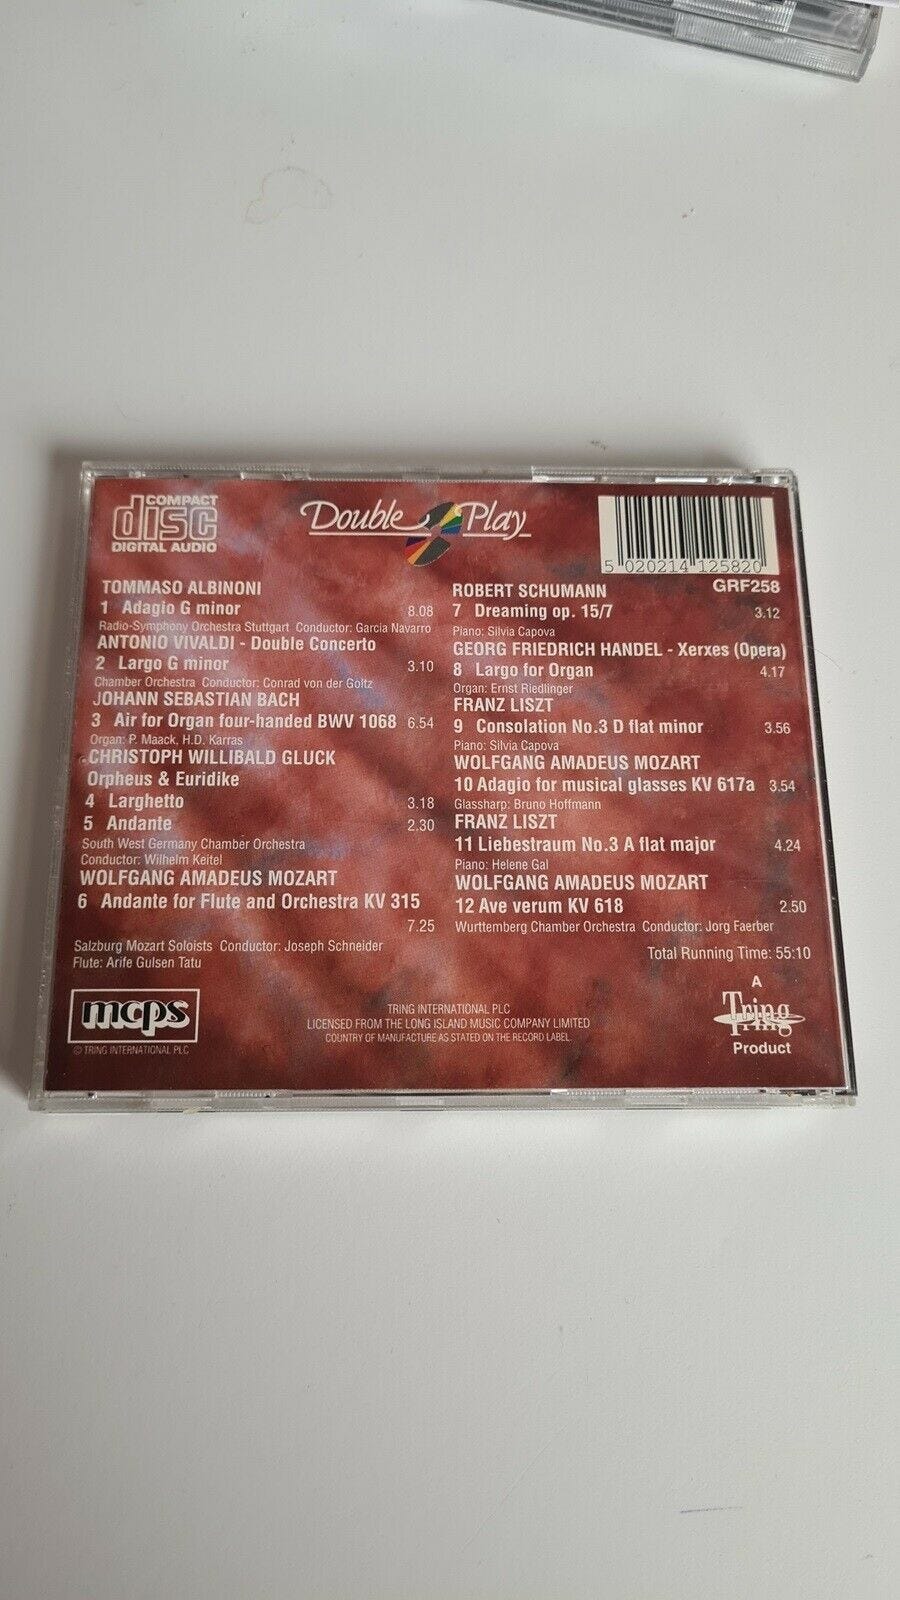 COMPACT
disc
DIGITAL AUDIO
Double Play
5 020214 125820
GRF258
TOMMASO ALBINONI
1 Adagio G minor 8.08
Radio-Symphony Orchestra Stuttgart Conductor: Garcia Navarro
ANTONIO VIVALDI - Double Concerto
2 Largo G minor 3.10
Chamber Orchestra Conductor: Conrad von der Goltz
JOHANN SEBASTIAN BACH
3 Air for Organ four-handed BWV 1068 6.54
Organ: P. Maack, H.D. Karras
CHRISTOPH WILLIBALD GLUCK
Orpheus & Euridike
4 Larghetto 3.18
5 Andante 2.30
South West Germany Chamber Orchestra
Conductor: Wilhelm Keitel
WOLFGANG AMADEUS MOZART
6 Andante for Flute and Orchestra KV 315
7.25
Salzburg Mozart Soloists Conductor: Joseph Schneider
Flute: Arife Gulsen Tatu
ROBERT SCHUMANN
7 Dreaming op. 15/7 3.12
Piano: Silvia Capova
GEORG FRIEDRICH HANDEL - Xerxes (Opera)
8 Largo for Organ 4.17
Organ: Ernst Riedlinger
FRANZ LISZT
9 Consolation No.3 D flat minor 3.56
Piano: Silvia Capova
WOLFGANG AMADEUS MOZART
10 Adagio for musical glasses KV 617a 3.54
Glassharp: Bruno Hoffmann
FRANZ LISZT
11 Liebestraum No.3 A flat major 4.24
Piano: Helene Gal
WOLFGANG AMADEUS MOZART
12 Ave verum KV 618 2.50
Wurttemberg Chamber Orchestra Conductor: Jorg Faerber
Total Running Time: 55:10
mcps
© TRING INTERNATIONAL PLC
TRING INTERNATIONAL PLC
LICENSED FROM THE LONG ISLAND MUSIC COMPANY LIMITED
COUNTRY OF MANUFACTURE AS STATED ON THE RECORD LABEL.
A
Tring
Product